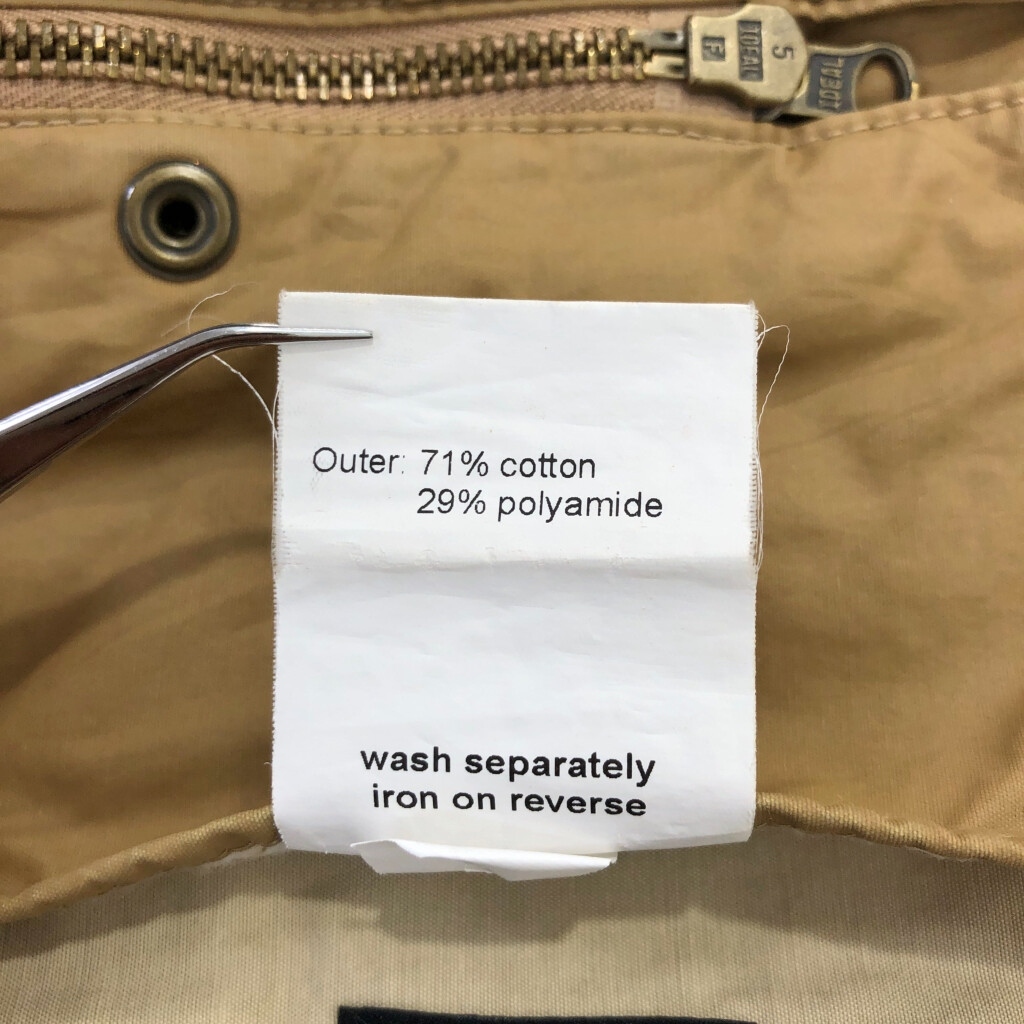 IDEAL
5
F
IDEAL
Outer: 71% cotton
29% polyamide
wash separately
iron on reverse